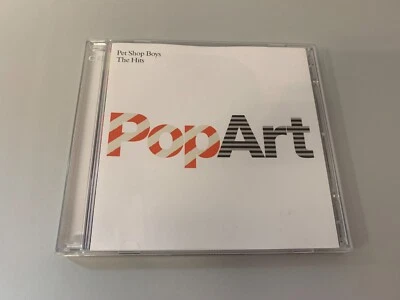 Pet Shop Boys
The Hits
PopArt